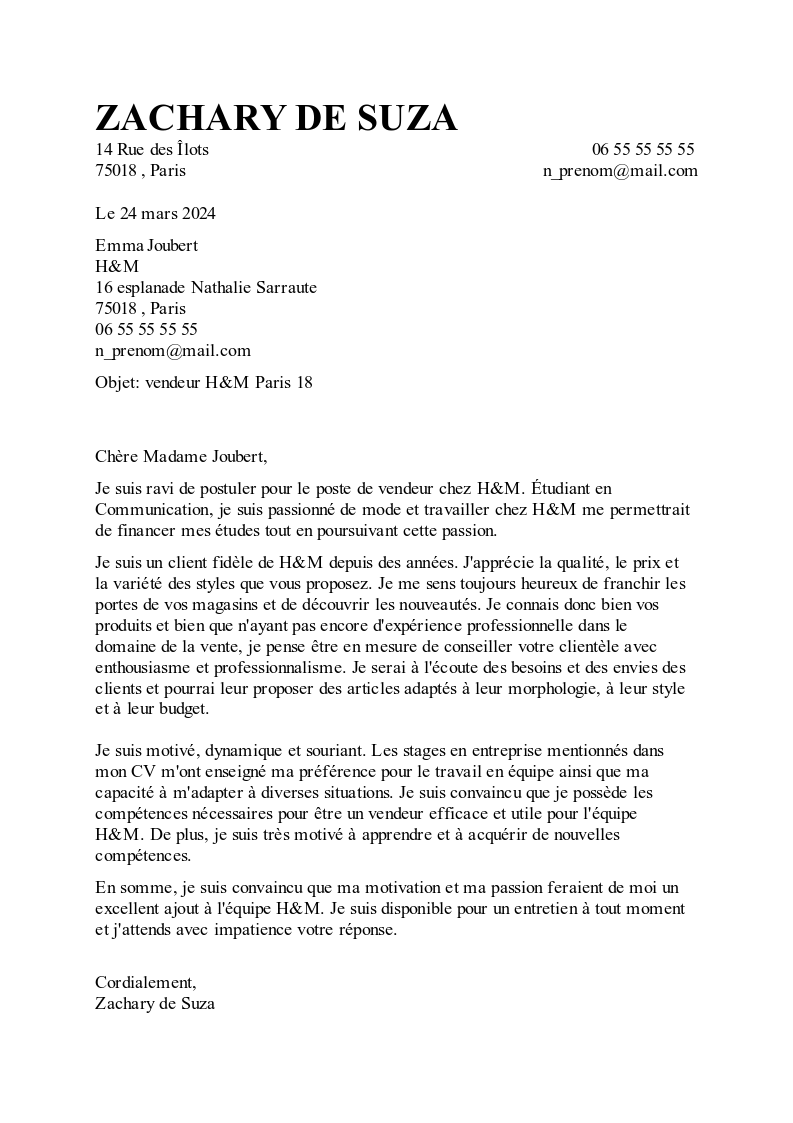 ZACHARY DE SUZA
14 Rue des Îlots
06 55 55 55 55
75018 , Paris
n_prenom@mail.com
Le 24 mars 2024
Emma Joubert
H&M
16 esplanade Nathalie Sarraute
75018 , Paris
06 55 55 55 55
n_prenom@mail.com
Objet: vendeur H&M Paris 18
Chère Madame Joubert,
Je suis ravi de postuler pour le poste de vendeur chez H&M. Étudiant en
Communication, je suis passionné de mode et travailler chez H&M me permettrait
de financer mes études tout en poursuivant cette passion.
Je suis un client fidèle de H&M depuis des années. J'apprécie la qualité, le prix et
la variété des styles que vous proposez. Je me sens toujours heureux de franchir les
portes de vos magasins et de découvrir les nouveautés. Je connais donc bien vos
produits et bien que n'ayant pas encore d'expérience professionnelle dans le
domaine de la vente, je pense être en mesure de conseiller votre clientèle avec
enthousiasme et professionnalisme. Je serai à l'écoute des besoins et des envies des
clients et pourrai leur proposer des articles adaptés à leur morphologie, à leur style
et à leur budget.
Je suis motivé, dynamique et souriant. Les stages en entreprise mentionnés dans
mon CV m'ont enseigné ma préférence pour le travail en équipe ainsi que ma
capacité à m'adapter à diverses situations. Je suis convaincu que je possède les
compétences nécessaires pour être un vendeur efficace et utile pour l'équipe
H&M. De plus, je suis très motivé à apprendre et à acquérir de nouvelles
compétences.
En somme, je suis convaincu que ma motivation et ma passion feraient de moi un
excellent ajout à l'équipe H&M. Je suis disponible pour un entretien à tout moment
et j'attends avec impatience votre réponse.
Cordialement,
Zachary de Suza